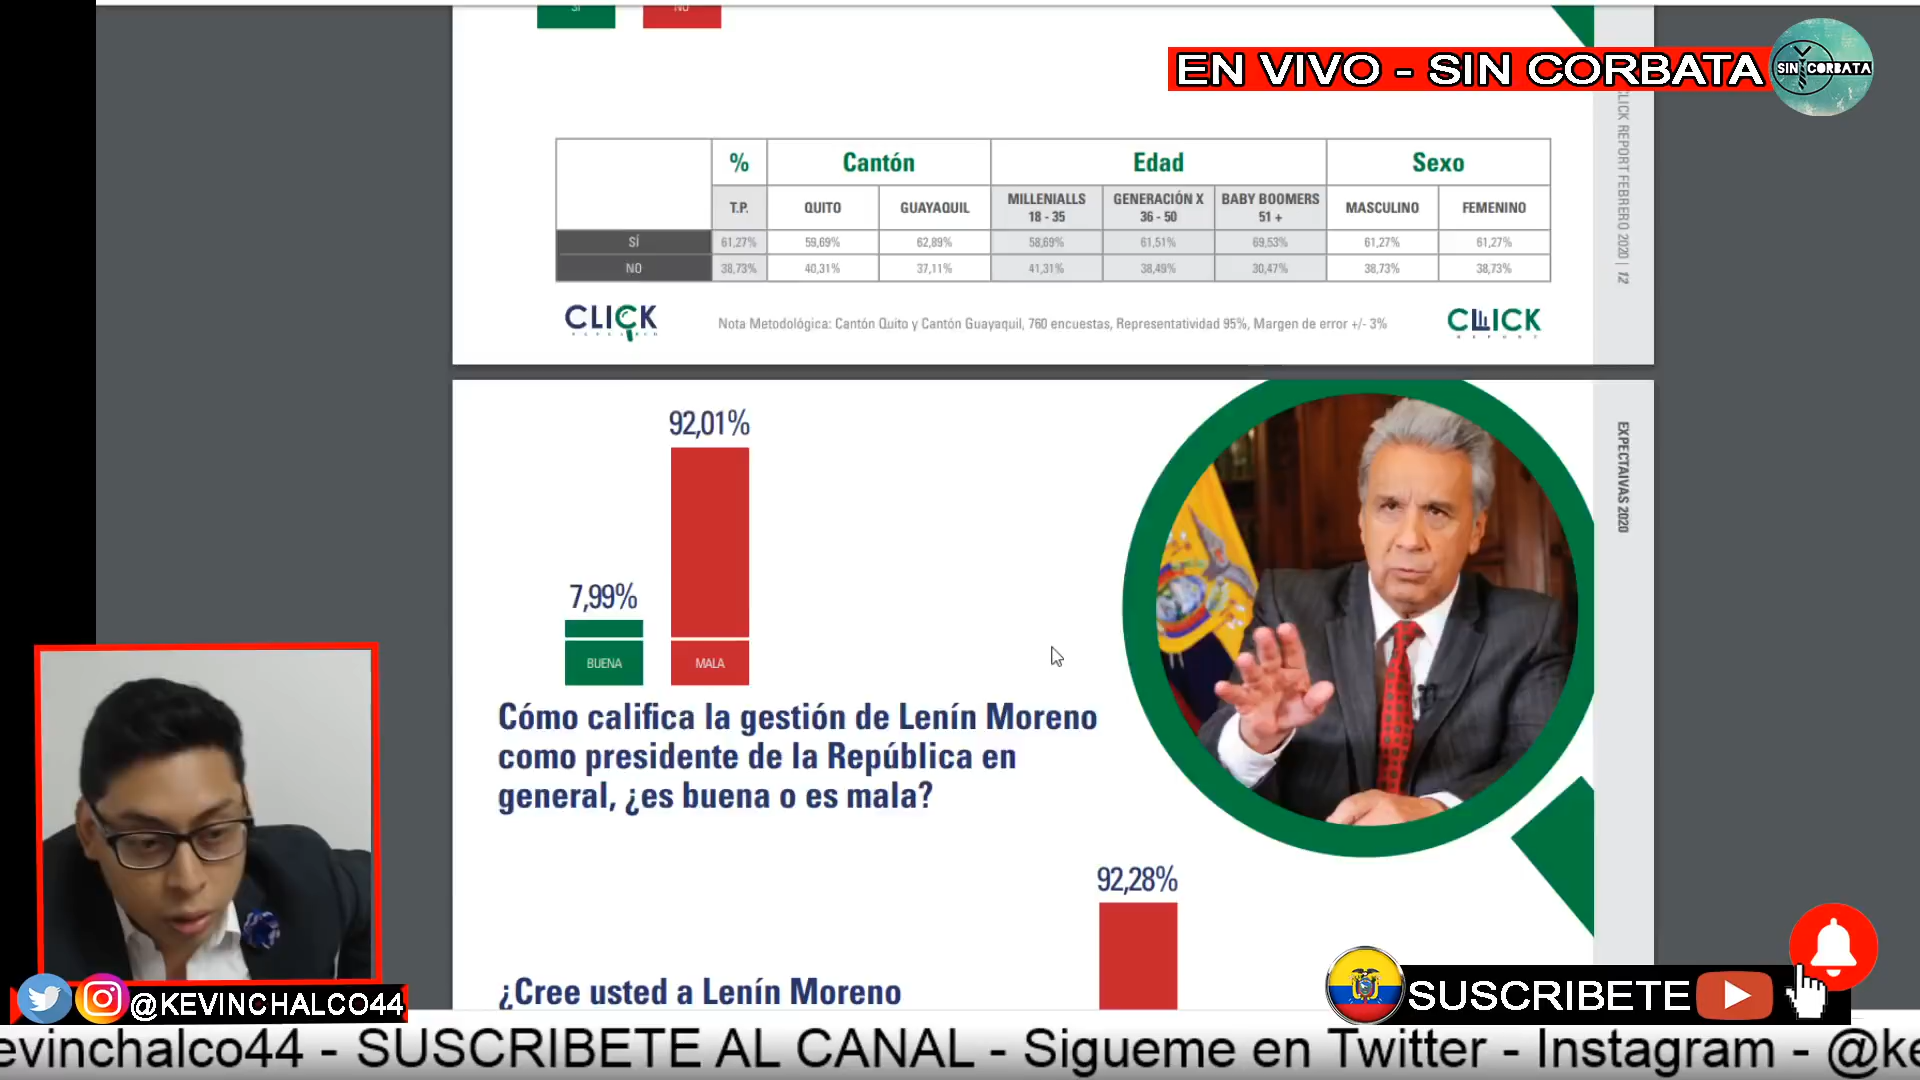 SÍ
NO
EN VIVO - SIN CORBATA
SIN CORBATA
CLICK REPORT FEBRERO 2020 | 12
% Cantón Edad Sexo
T.P. QUITO GUAYAQUIL MILLENIALLS 18 - 35 GENERACIÓN X 36 - 50 BABY BOOMERS 51 + MASCULINO FEMENINO
SÍ 61,27% 59,69% 62,89% 58,69% 61,51% 69,53% 61,27% 61,27%
NO 38,73% 40,31% 37,11% 41,31% 38,49% 30,47% 38,73% 38,73%
CLICK
Nota Metodológica: Cantón Quito y Cantón Guayaquil, 760 encuestas, Representatividad 95%, Margen de error +/- 3%
CLICK
REPORT
92,01%
EXPECTAIVAS 2020
7,99%
BUENA
MALA
Cómo califica la gestión de Lenín Moreno
como presidente de la República en
general, ¿es buena o es mala?
92,28%
¿Cree usted a Lenín Moreno
@KEVINCHALCO44
SUSCRIBETE
evinchalco44 - SUSCRIBETE AL CANAL - Sigueme en Twitter - Instagram - @ke